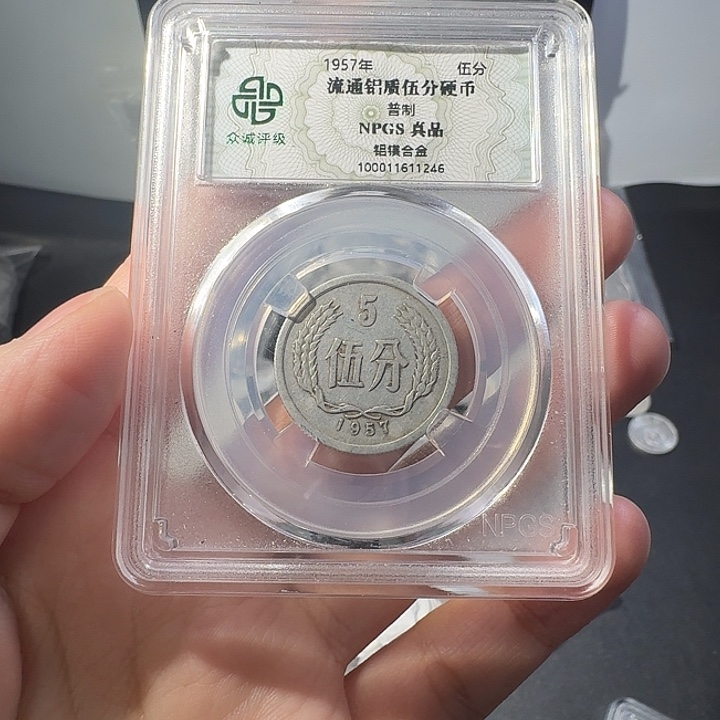 1957年 伍分
流通铝质伍分硬币
普制
NPGS 真品
铝镁合金
100011611246
众诚评级
5
伍分
1957
NPGS